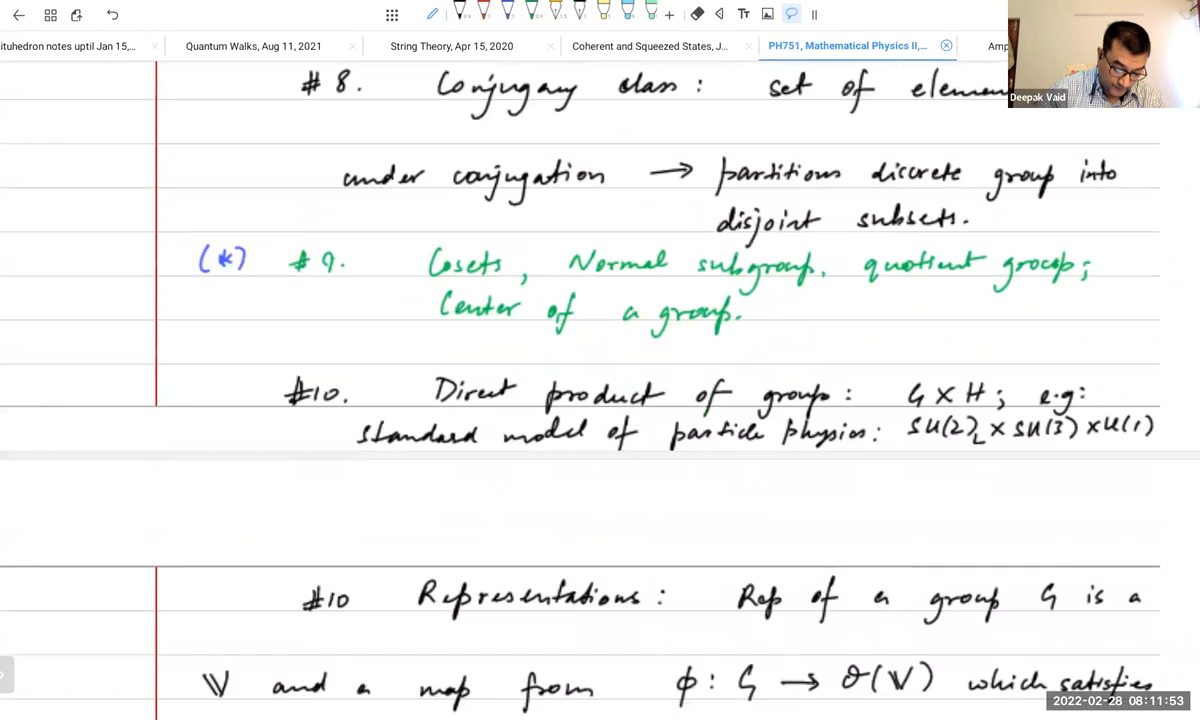 ituhedron notes uptil Jan 15,... Quantum Walks, Aug 11, 2021 String Theory, Apr 15, 2020 Coherent and Squeezed States, J... PH751, Mathematical Physics II,... Amp
Deepak Vaid
# 8. Conjugacy class : set of elemen
under conjugation → partitions discrete group into
disjoint subsets.
(*) # 9. Cosets, Normal subgroup, quotient group;
Center of a group.
#10. Direct product of groups : G × H ; e.g:
standard model of particle physics : SU(2)L × SU(3) × U(1)
#10 Representations : Rep of a group G is a
V and a map from ϕ : G → O(V) which satisfies
2022-02-28 08:11:53